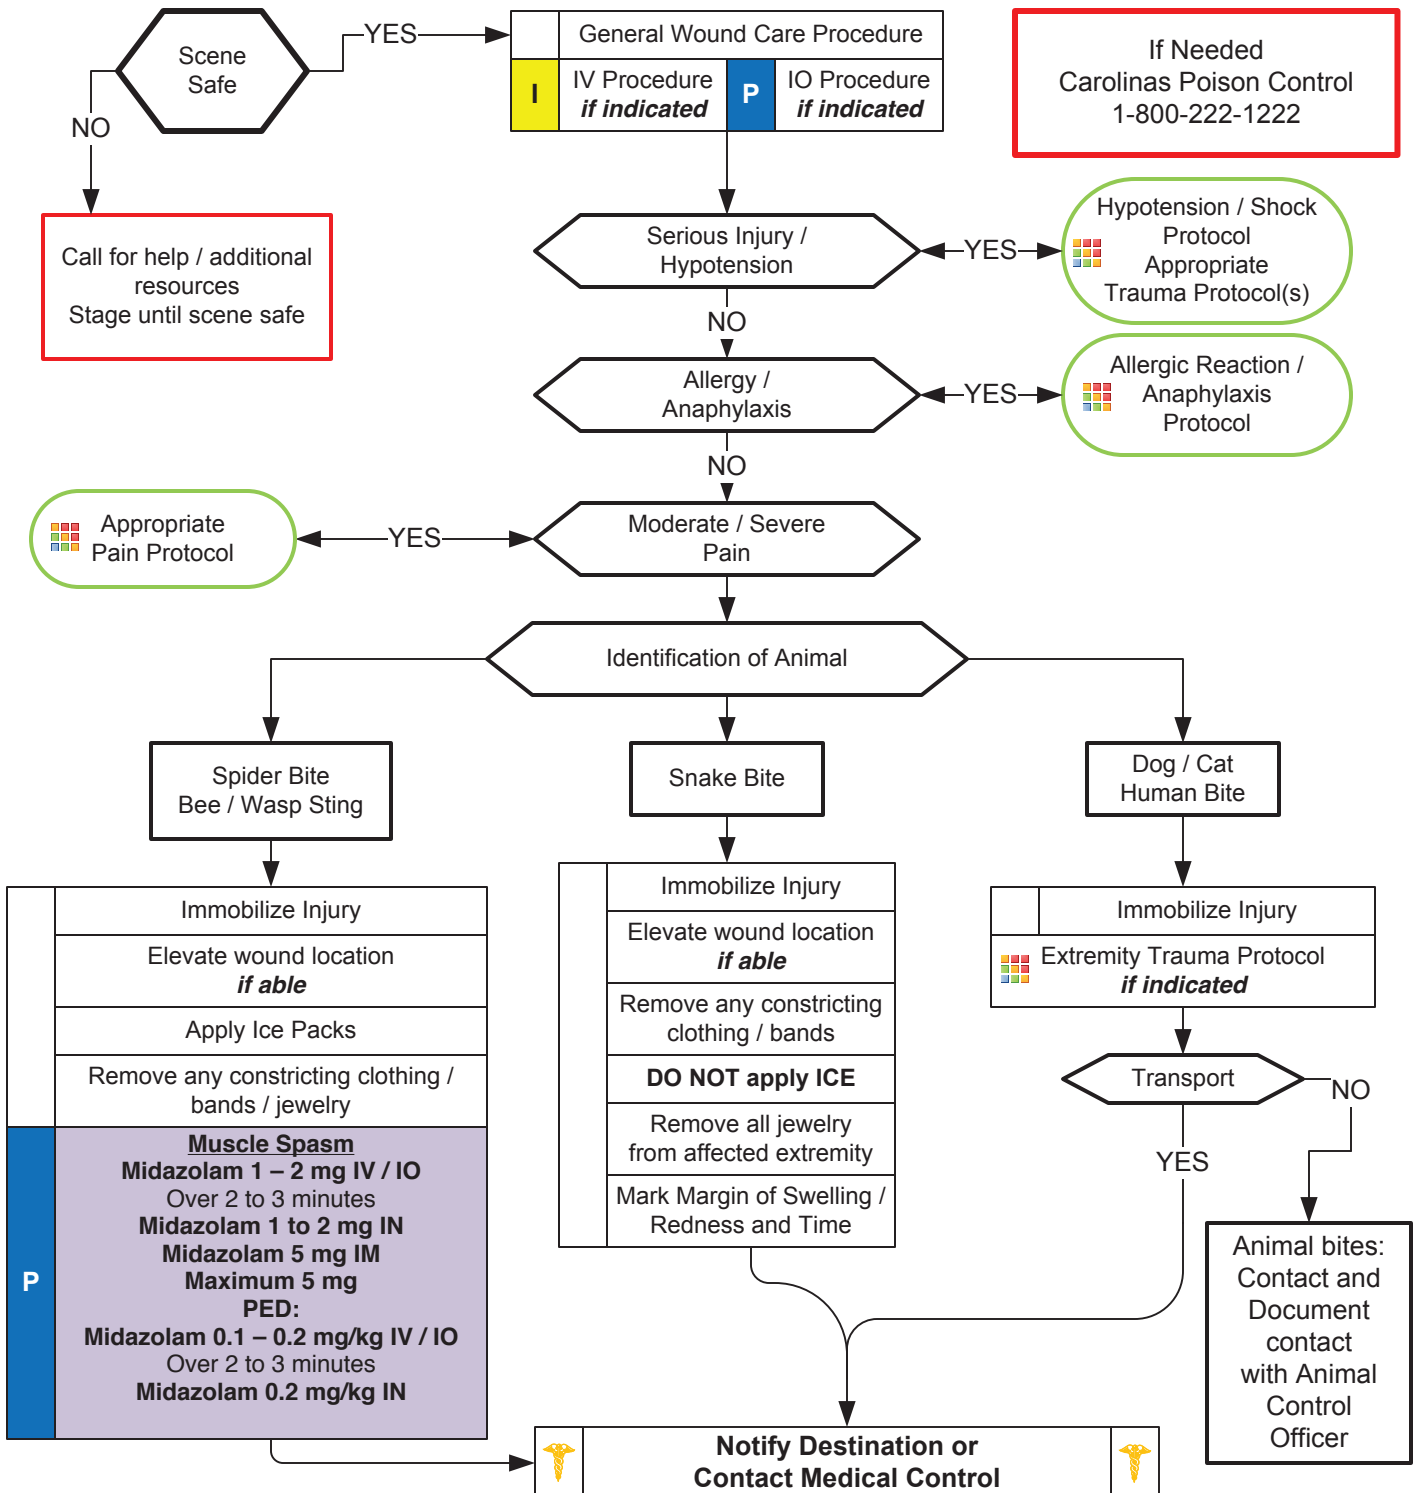 Scene
Safe
YES
NO
General Wound Care Procedure
I
IV Procedure
if indicated
P
IO Procedure
if indicated
If Needed
Carolinas Poison Control
1-800-222-1222
Call for help / additional
resources
Stage until scene safe
Serious Injury /
Hypotension
YES
Hypotension / Shock
Protocol
Appropriate
Trauma Protocol(s)
NO
Allergy /
Anaphylaxis
YES
Allergic Reaction /
Anaphylaxis
Protocol
NO
Moderate / Severe
Pain
YES
Appropriate
Pain Protocol
Identification of Animal
Spider Bite
Bee / Wasp Sting
Immobilize Injury
Elevate wound location
if able
Apply Ice Packs
Remove any constricting clothing /
bands / jewelry
P
Muscle Spasm
Midazolam 1 – 2 mg IV / IO
Over 2 to 3 minutes
Midazolam 1 to 2 mg IN
Midazolam 5 mg IM
Maximum 5 mg
PED:
Midazolam 0.1 – 0.2 mg/kg IV / IO
Over 2 to 3 minutes
Midazolam 0.2 mg/kg IN
Snake Bite
Immobilize Injury
Elevate wound location
if able
Remove any constricting
clothing / bands
DO NOT apply ICE
Remove all jewelry
from affected extremity
Mark Margin of Swelling /
Redness and Time
Dog / Cat
Human Bite
Immobilize Injury
Extremity Trauma Protocol
if indicated
Transport
NO
YES
Animal bites:
Contact and
Document
contact
with Animal
Control
Officer
Notify Destination or
Contact Medical Control